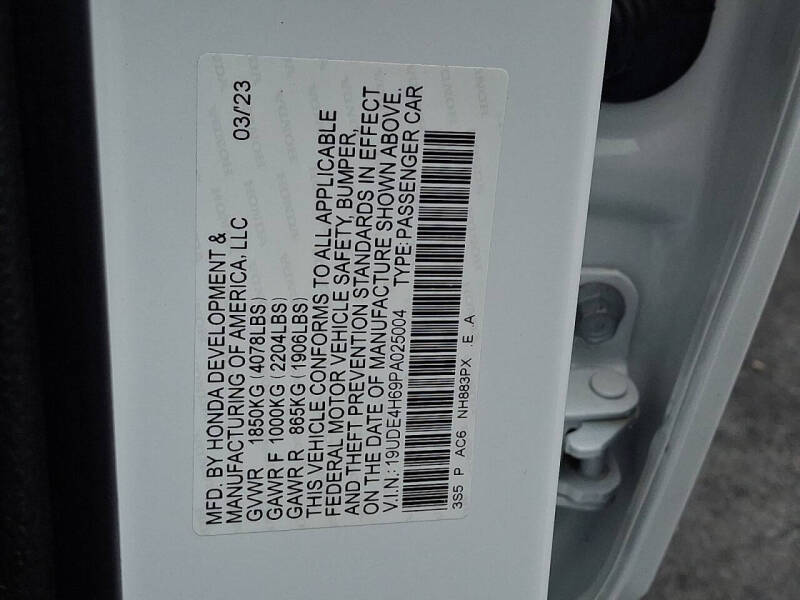 MFD. BY HONDA DEVELOPMENT & 03/'23
MANUFACTURING OF AMERICA, LLC
GVWR 1850KG (4078LBS)
GAWR F 1000KG (2204LBS)
GAWR R 865KG (1906LBS)
THIS VEHICLE CONFORMS TO ALL APPLICABLE
FEDERAL MOTOR VEHICLE SAFETY, BUMPER,
AND THEFT PREVENTION STANDARDS IN EFFECT
ON THE DATE OF MANUFACTURE SHOWN ABOVE.
V.I.N.:19UDE4H69PA025004 TYPE: PASSENGER CAR
3S5 P AC6 NH883PX .E .A